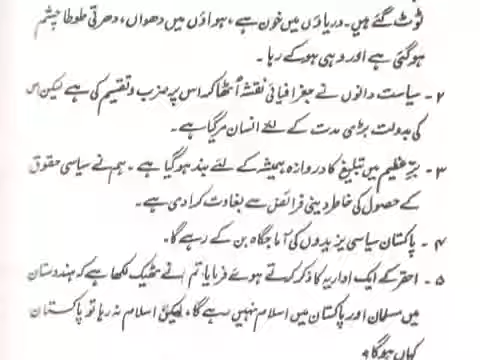 ٹوٹ گئے ہیں۔ دریاؤں میں خون ہے، ہواؤں میں دھواں، دھرتی طوطا چشم
ہوگئی ہے اور وہی ہو کے رہا۔
۲۔ سیاست دانوں نے جغرافیائی نقشہ اُٹھا کر اس پر ضرب و تقسیم کی ہے لیکن اس
کی بدولت بڑی مدت کے لئے انسان مرگیا ہے۔
۳۔ برِّعظیم میں تبلیغ کا دروازہ ہمیشہ کے لئے بند ہوگیا ہے۔ ہم نے سیاسی حقوق
کے حصول کی خاطر دینی فرائض سے بغاوت کرادی ہے۔
۴۔ پاکستان سیاسی یزیدوں کی آماجگاہ بن کے رہے گا۔
۵۔ احقر کے ایک اداریہ کا ذکر کرتے ہوئے فرمایا، تم نے ٹھیک لکھا ہے کہ ہندوستان
میں مسلمان اور پاکستان میں اسلام نہیں رہے گا، لیکن اسلام نہ رہا تو پاکستان
کہاں ہوگا؟